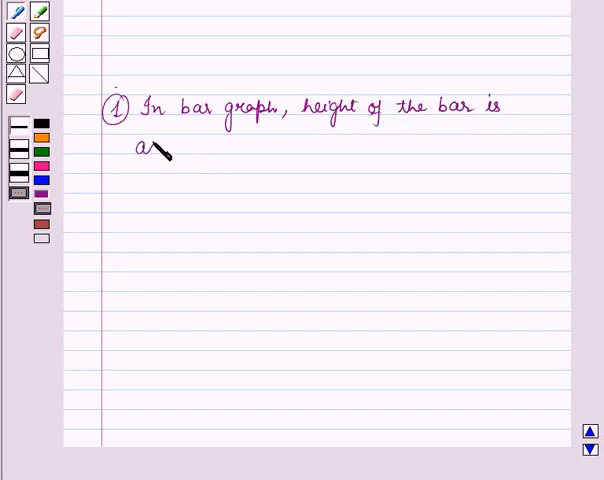 ① In bar graph, height of the bar is
a